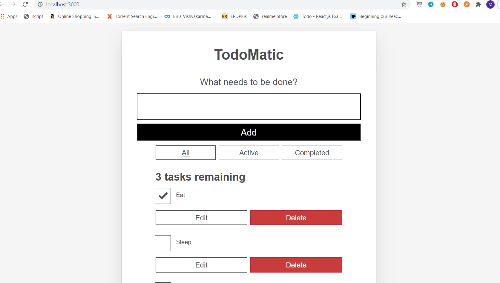 localhost:3000
Apps
TodoMatic
What needs to be done?
Add
All Active Completed
3 tasks remaining
Eat
Edit Delete
Sleep
Edit Delete